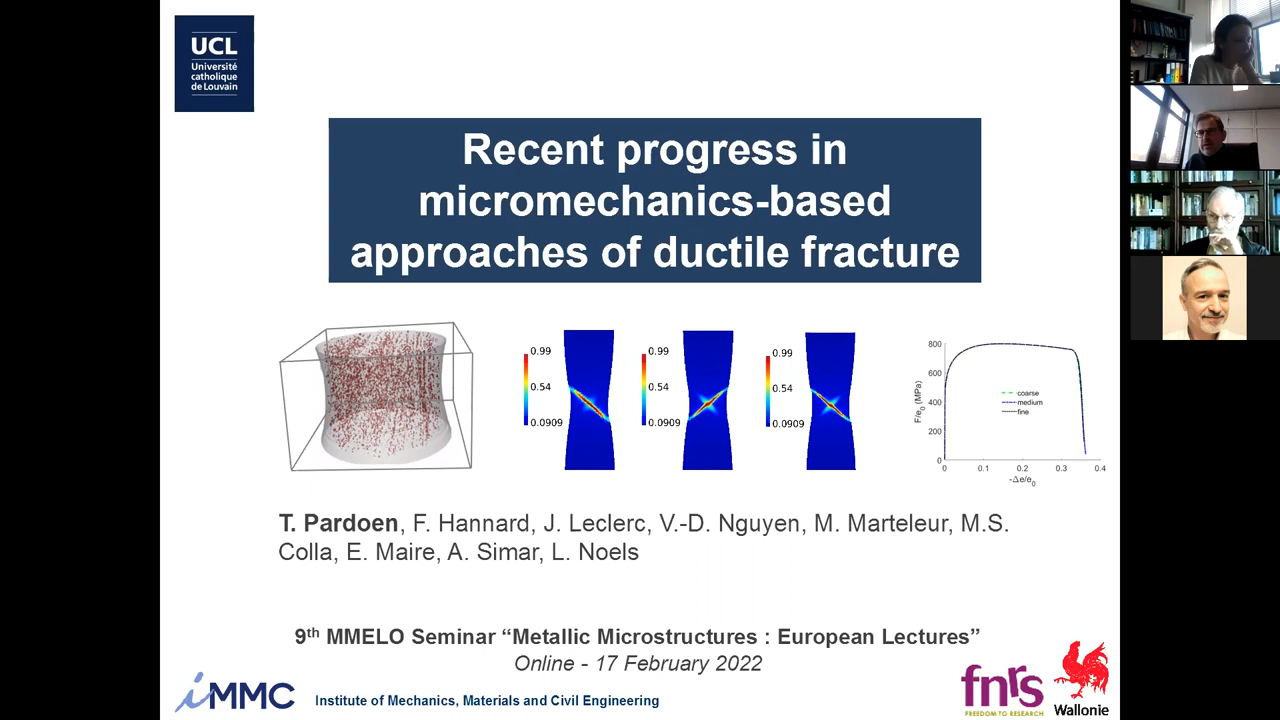 UCL
Université
catholique
de Louvain
Recent progress in
micromechanics-based
approaches of ductile fracture
0.99
0.54
0.0909
0.99
0.54
0.0909
0.99
0.54
0.0909
F/e0 (MPa)
800
600
400
200
0
coarse
medium
fine
0 0.1 0.2 0.3 0.4
-Δe/e0
T. Pardoen, F. Hannard, J. Leclerc, V.-D. Nguyen, M. Marteleur, M.S.
Colla, E. Maire, A. Simar, L. Noels
9th MMELO Seminar “Metallic Microstructures : European Lectures”
Online - 17 February 2022
iMMC
Institute of Mechanics, Materials and Civil Engineering
fnrs
FREEDOM TO RESEARCH
Wallonie